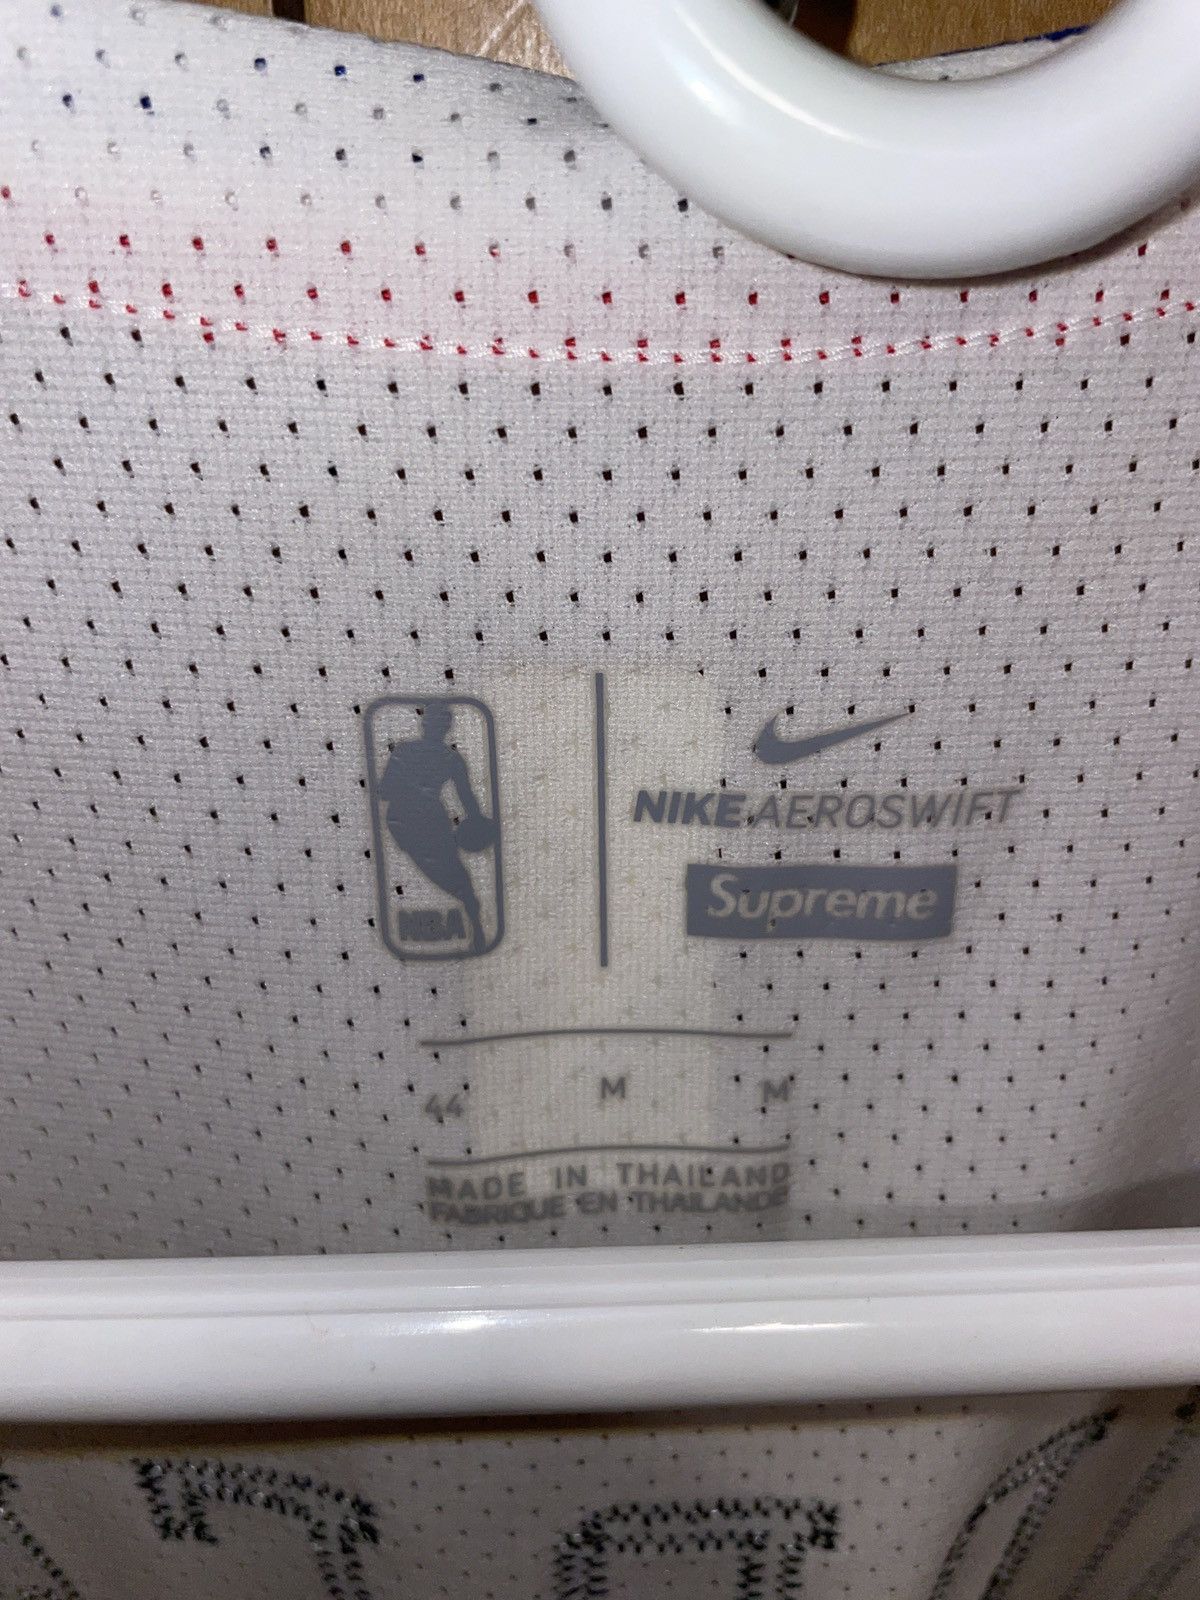 NBA
NIKE AEROSWIFT
Supreme
44 M M
MADE IN THAILAND
FABRIQUE EN THAILANDE